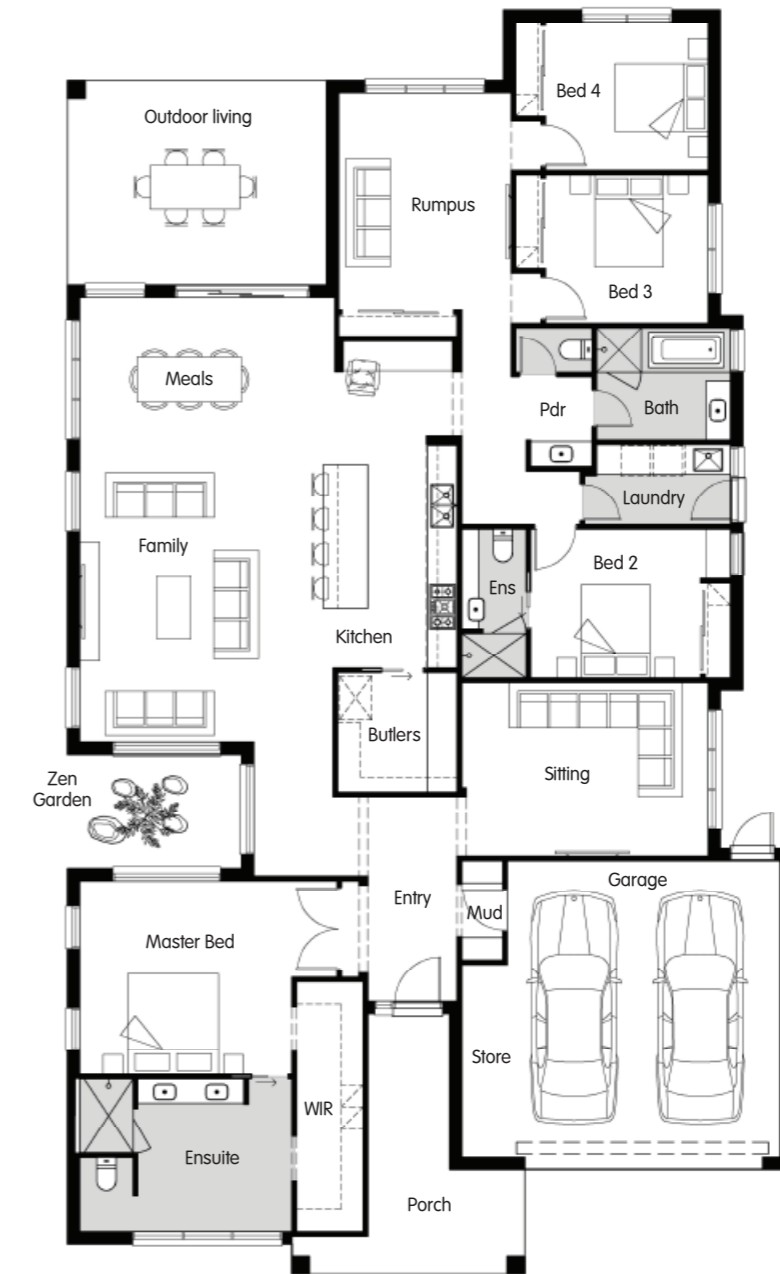 Bed 4
Outdoor living
Rumpus
Bed 3
Meals
Pdr
Bath
Laundry
Family
Bed 2
Ens
Kitchen
Butlers
Sitting
Zen
Garden
Garage
Entry
Mud
Master Bed
Store
WIR
Ensuite
Porch